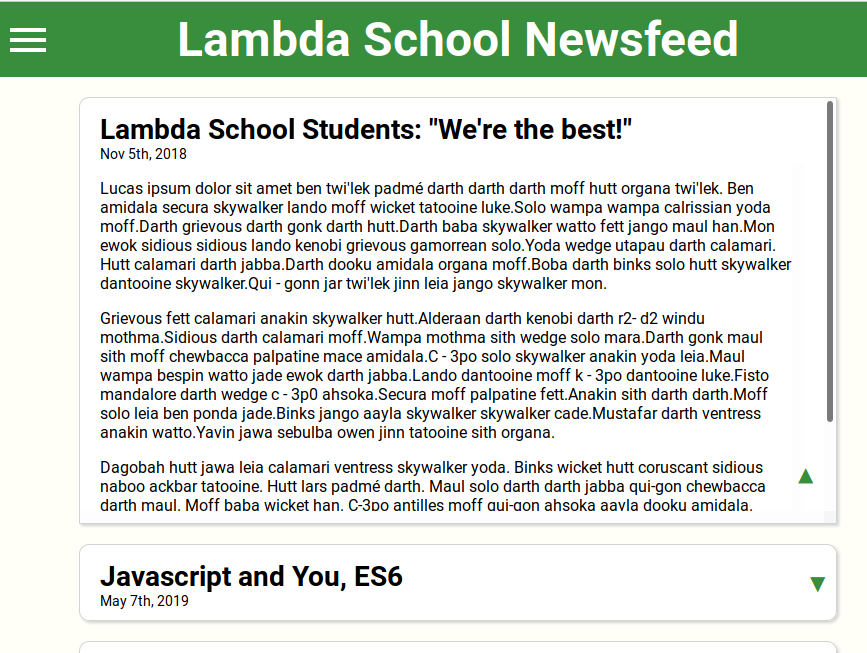 Lambda School Newsfeed
Lambda School Students: "We're the best!"
Nov 5th, 2018
Lucas ipsum dolor sit amet ben twi'lek padmé darth darth darth moff hutt organa twi'lek. Ben
amidala secura skywalker lando moff wicket tatooine luke.Solo wampa wampa calrissian yoda
moff.Darth grievous darth gonk darth hutt.Darth baba skywalker watto fett jango maul han.Mon
ewok sidious sidious lando kenobi grievous gamorrean solo.Yoda wedge utapau darth calamari.
Hutt calamari darth jabba.Darth dooku amidala organa moff.Boba darth binks solo hutt skywalker
dantooine skywalker.Qui - gonn jar twi'lek jinn leia jango skywalker mon.
Grievous fett calamari anakin skywalker hutt.Alderaan darth kenobi darth r2- d2 windu
mothma.Sidious darth calamari moff.Wampa mothma sith wedge solo mara.Darth gonk maul
sith moff chewbacca palpatine mace amidala.C - 3po solo skywalker anakin yoda leia.Maul
wampa bespin watto jade ewok darth jabba.Lando dantooine moff k - 3po dantooine luke.Fisto
mandalore darth wedge c - 3p0 ahsoka.Secura moff palpatine fett.Anakin sith darth darth.Moff
solo leia ben ponda jade.Binks jango aayla skywalker skywalker cade.Mustafar darth ventress
anakin watto.Yavin jawa sebulba owen jinn tatooine sith organa.
Dagobah hutt jawa leia calamari ventress skywalker yoda. Binks wicket hutt coruscant sidious
naboo ackbar tatooine. Hutt lars padmé darth. Maul solo darth darth jabba qui-gon chewbacca
darth maul. Moff baba wicket han. C-3po antilles moff qui-gon ahsoka aayla dooku amidala.
Javascript and You, ES6
May 7th, 2019